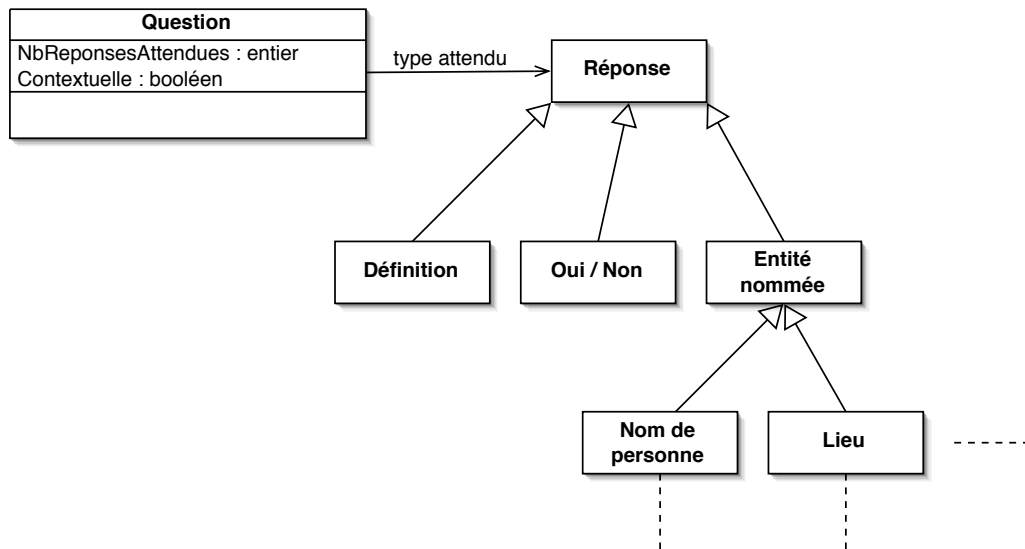 Question
NbReponsesAttendues : entier
Contextuelle : booléen
type attendu
Réponse
Définition
Oui / Non
Entité
nommée
Nom de
personne
Lieu